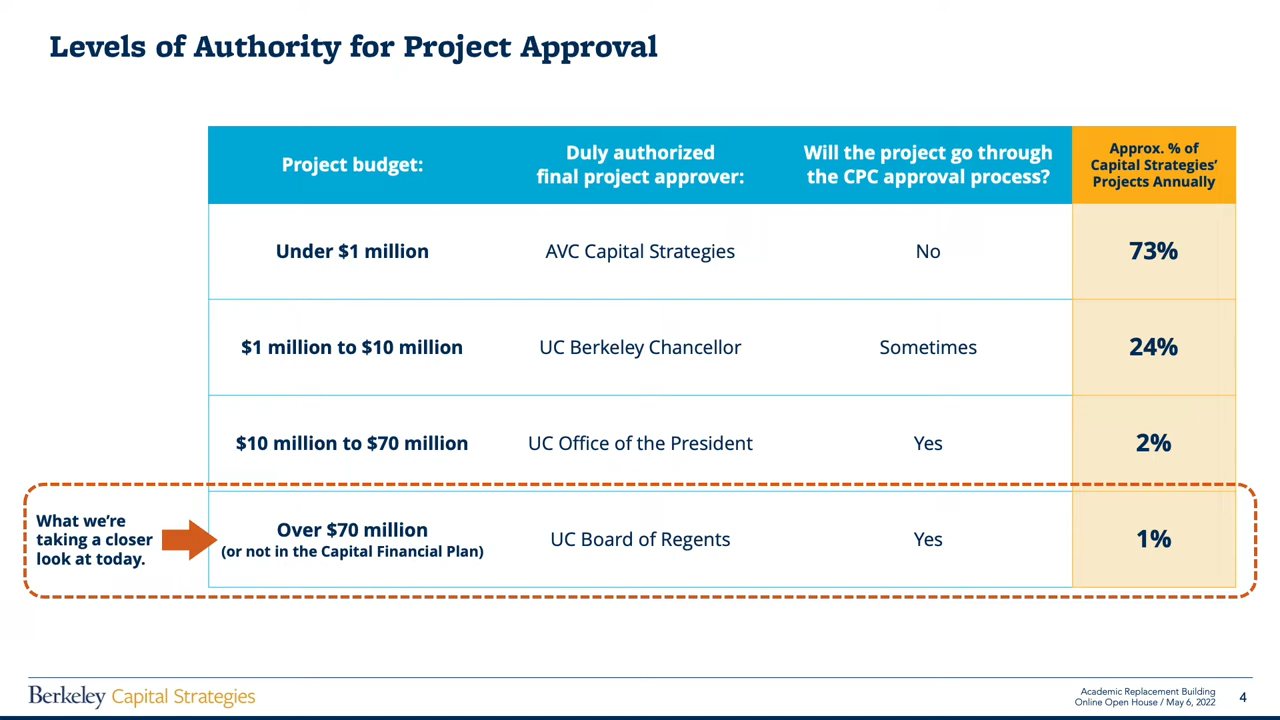 Levels of Authority for Project Approval
Project budget:
Duly authorized
final project approver:
Will the project go through
the CPC approval process?
Approx. % of
Capital Strategies’
Projects Annually
Under $1 million
AVC Capital Strategies
No
73%
$1 million to $10 million
UC Berkeley Chancellor
Sometimes
24%
$10 million to $70 million
UC Office of the President
Yes
2%
What we’re
taking a closer
look at today.
Over $70 million
(or not in the Capital Financial Plan)
UC Board of Regents
Yes
1%
Berkeley Capital Strategies
Academic Replacement Building
Online Open House / May 6, 2022
4